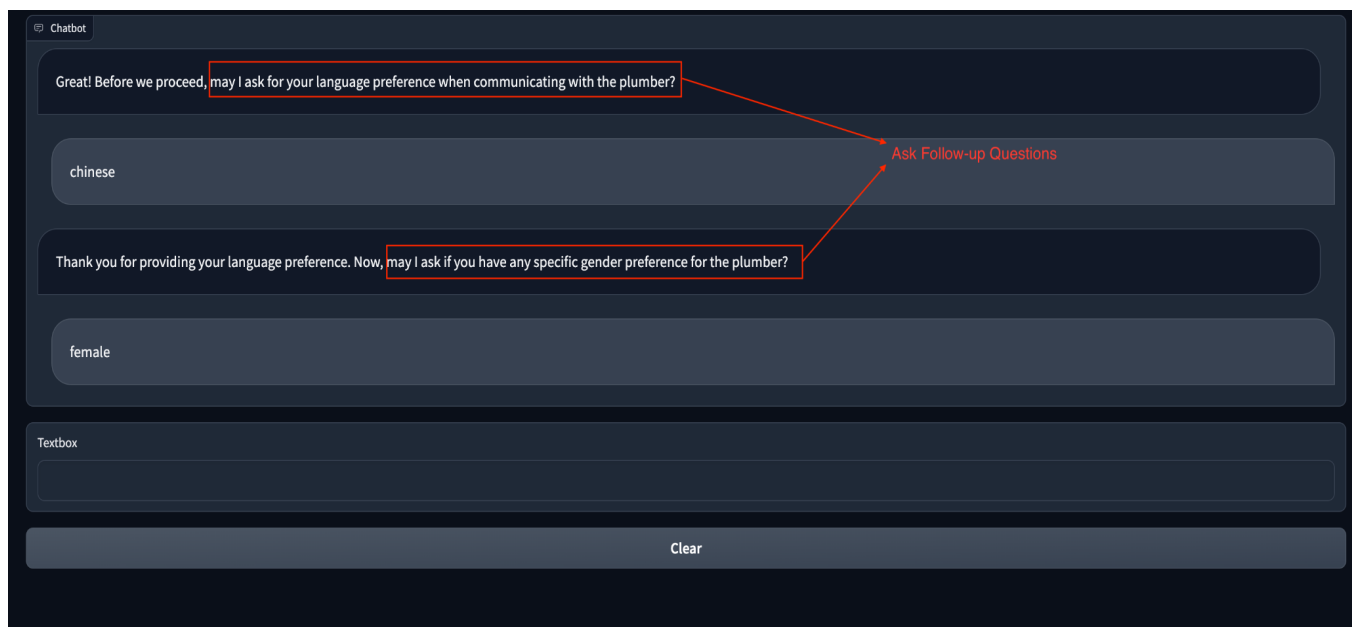 Chatbot
Great! Before we proceed, may I ask for your language preference when communicating with the plumber?
Ask Follow-up Questions
chinese
Thank you for providing your language preference. Now, may I ask if you have any specific gender preference for the plumber?
female
Textbox
Clear